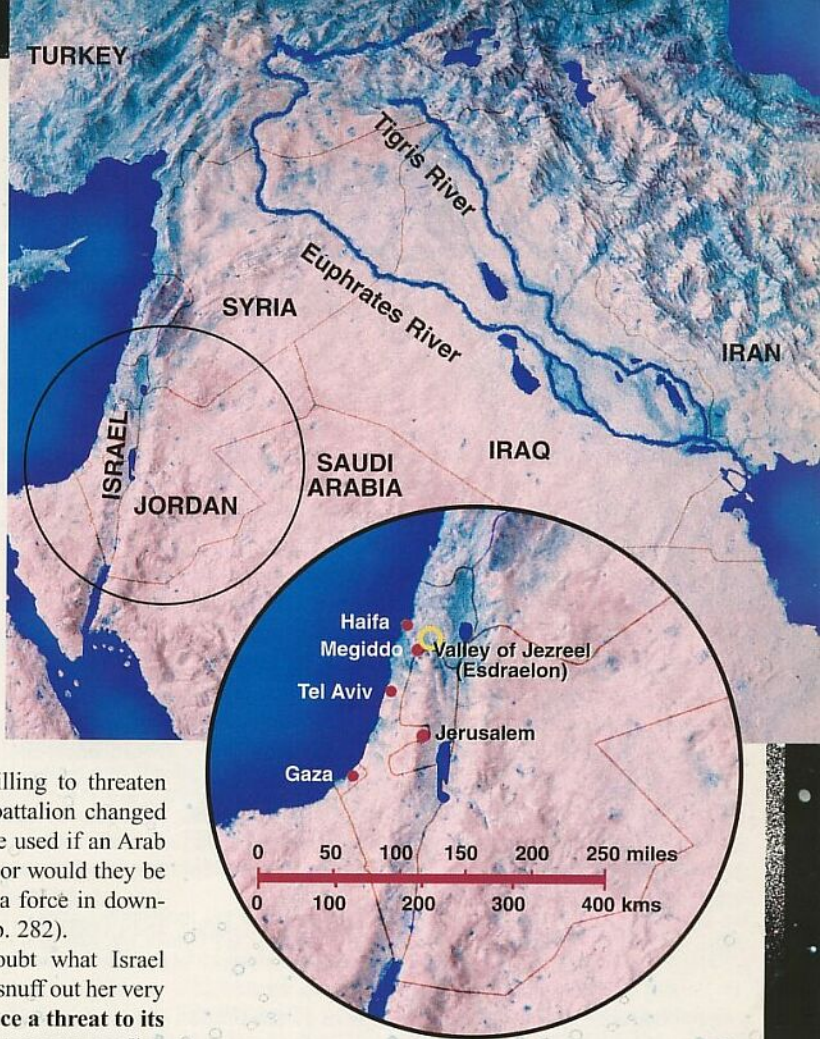 TURKEY
Tigris River
Euphrates River
SYRIA
IRAN
ISRAEL
JORDAN
SAUDI
ARABIA
IRAQ
Haifa
Megiddo
Valley of Jezreel
(Esdraelon)
Tel Aviv
Jerusalem
Gaza
0 50 100 150 200 250 miles
0 100 200 300 400 kms
illing to threaten
battalion changed
e used if an Arab
or would they be
a force in down-
p. 282).
oubt what Israel
snuff out her very
ce a threat to its